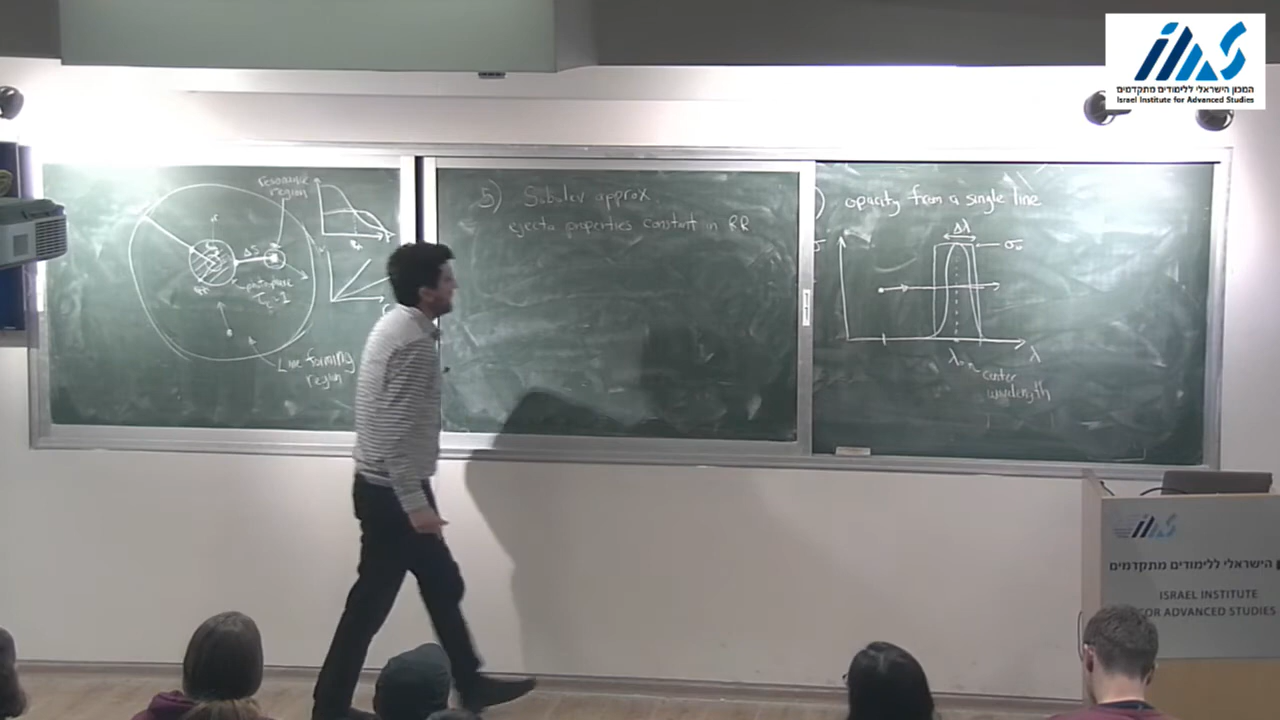 המכון הישראלי ללימודים מתקדמים
Israel Institute for Advanced Studies
resonance
region
Δs
photosphere
Line forming
region
5) Sobolev approx.
ejecta properties constant in RR
) opacity from a single line
Δλ
σ₀
λ
center
wavelength
הישראלי ללימודים מתקדמים
ISRAEL INSTITUTE
FOR ADVANCED STUDIES